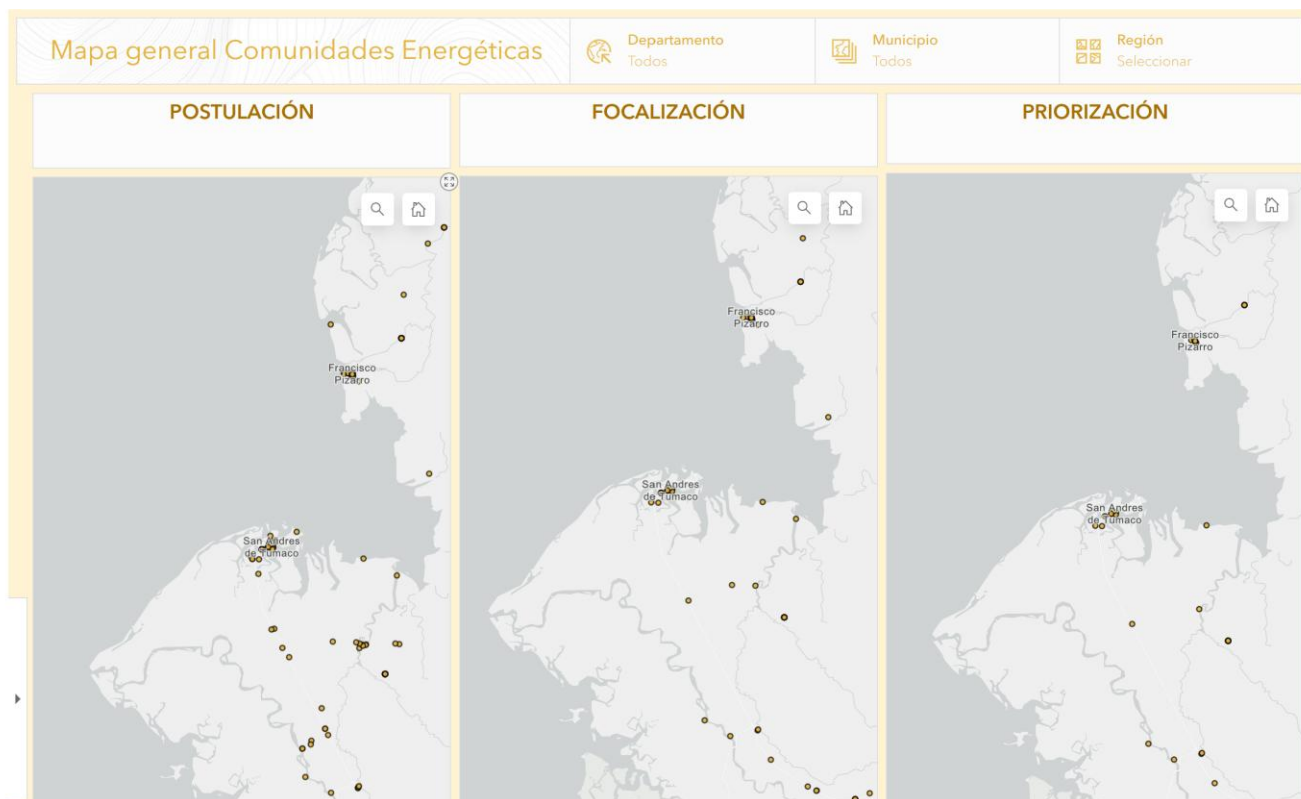 Mapa general Comunidades Energéticas
Departamento
Todos
Municipio
Todos
Región
Seleccionar
POSTULACIÓN
FOCALIZACIÓN
PRIORIZACIÓN
Francisco
Pizarro
San Andres
de Tumaco
Francisco
Pizarro
San Andres
de Tumaco
Francisco
Pizarro
San Andres
de Tumaco